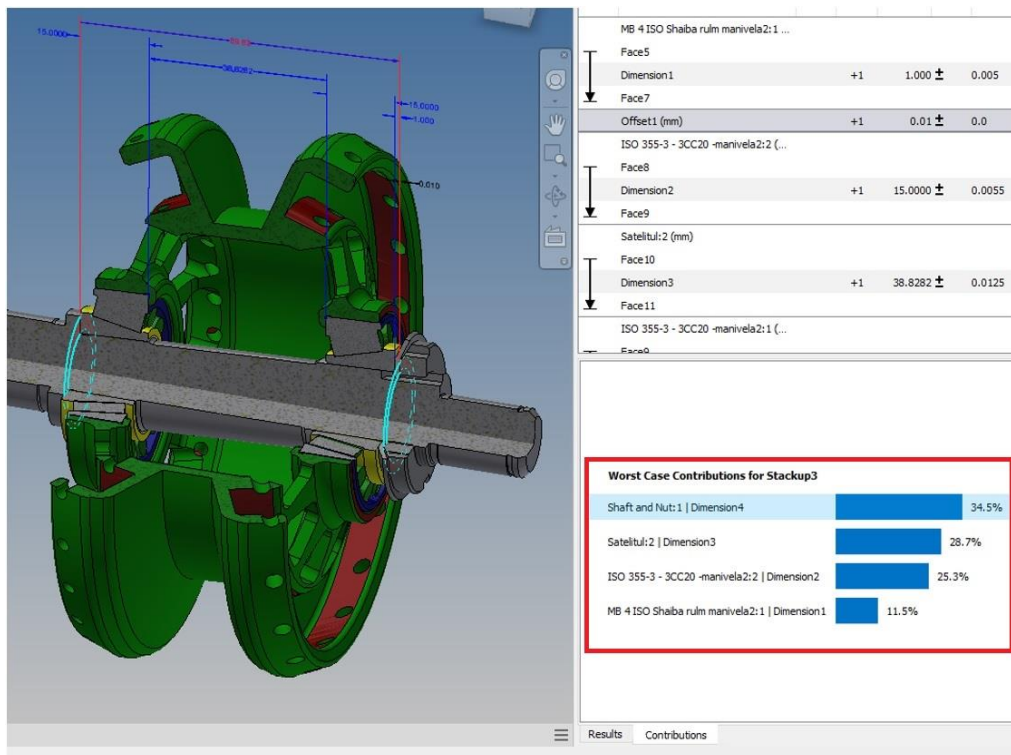 15.0000
38.8282
15.0000
1.000
0.010
MB 4 ISO Shaiba rulm manivela2:1 ...
Face5
Dimension1 +1 1.000 ± 0.005
Face7
Offset1 (mm) +1 0.01 ± 0.0
ISO 355-3 - 3CC20 -manivela2:2 (...
Face8
Dimension2 +1 15.0000 ± 0.0055
Face9
Satelitul:2 (mm)
Face10
Dimension3 +1 38.8282 ± 0.0125
Face11
ISO 355-3 - 3CC20 -manivela2:1 (...
Face9
Worst Case Contributions for Stackup3
Shaft and Nut:1 | Dimension4 34.5%
Satelitul:2 | Dimension3 28.7%
ISO 355-3 - 3CC20 -manivela2:2 | Dimension2 25.3%
MB 4 ISO Shaiba rulm manivela2:1 | Dimension1 11.5%
Results Contributions